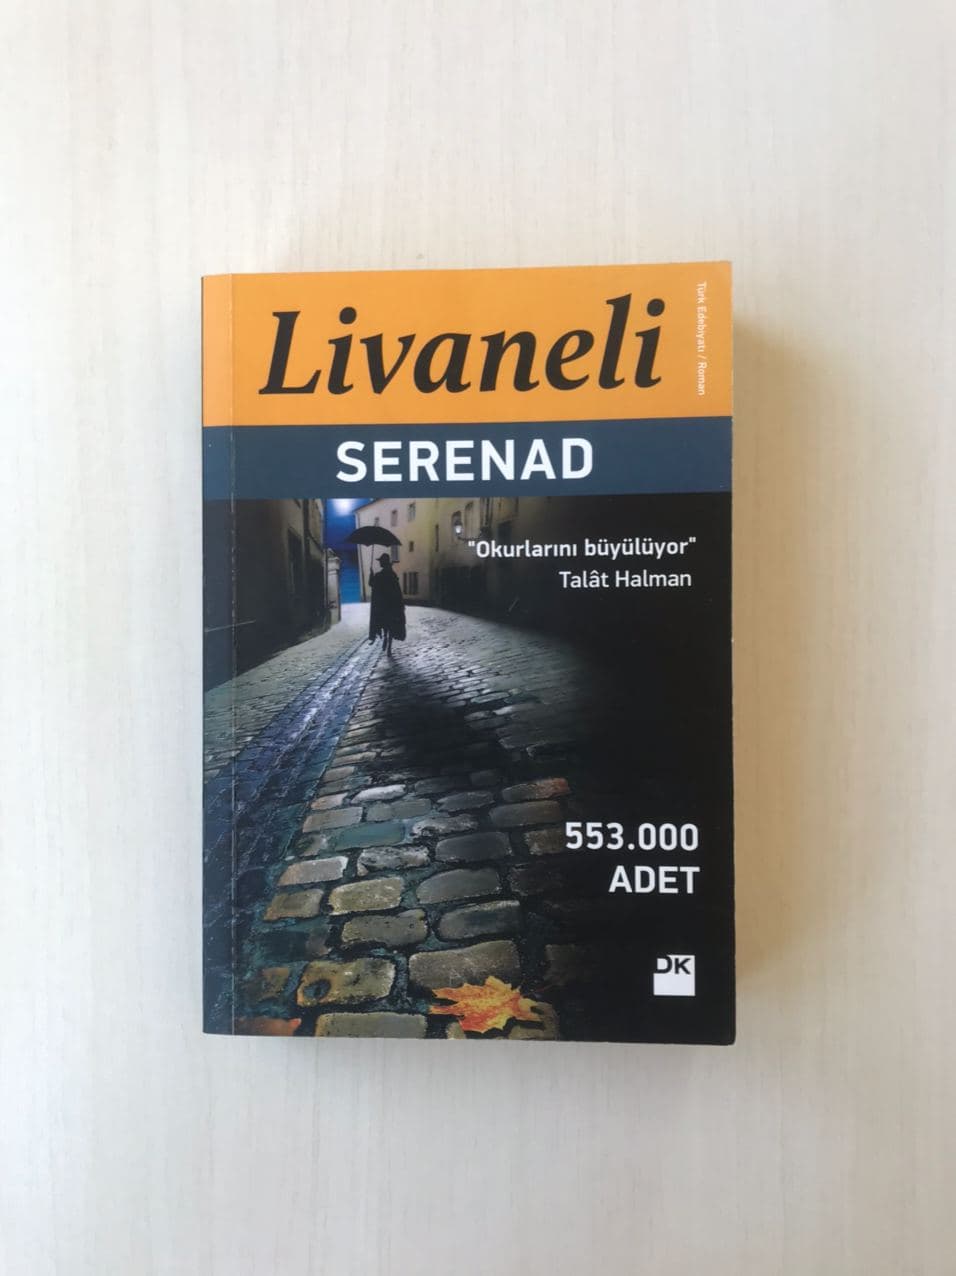 Livaneli
Türk Edebiyatı / Roman
SERENAD
"Okurlarını büyülüyor"
Talât Halman
553.000
ADET
DK